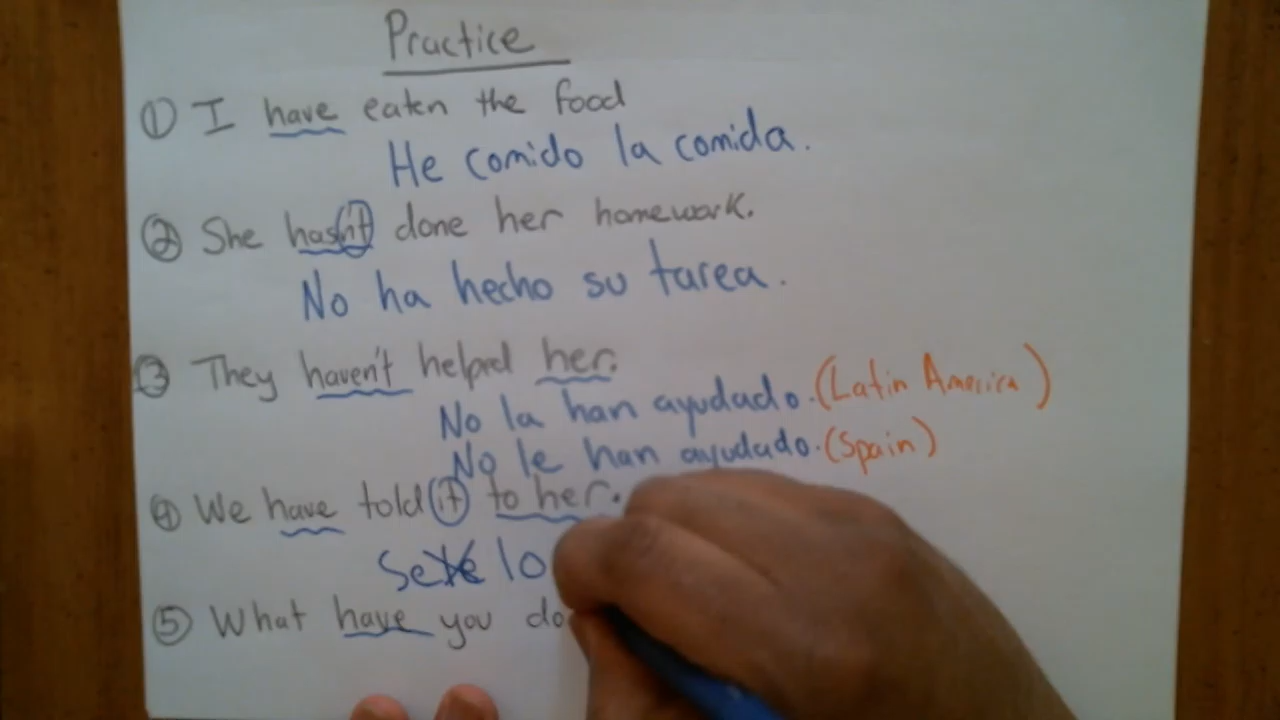 Practice
① I have eaten the food
He comido la comida.
② She hasn't done her homework.
No ha hecho su tarea.
③ They haven't helped her.
No la han ayudado. (Latin America)
No le han ayudado. (Spain)
④ We have told it to her.
Se lo
⑤ What have you do